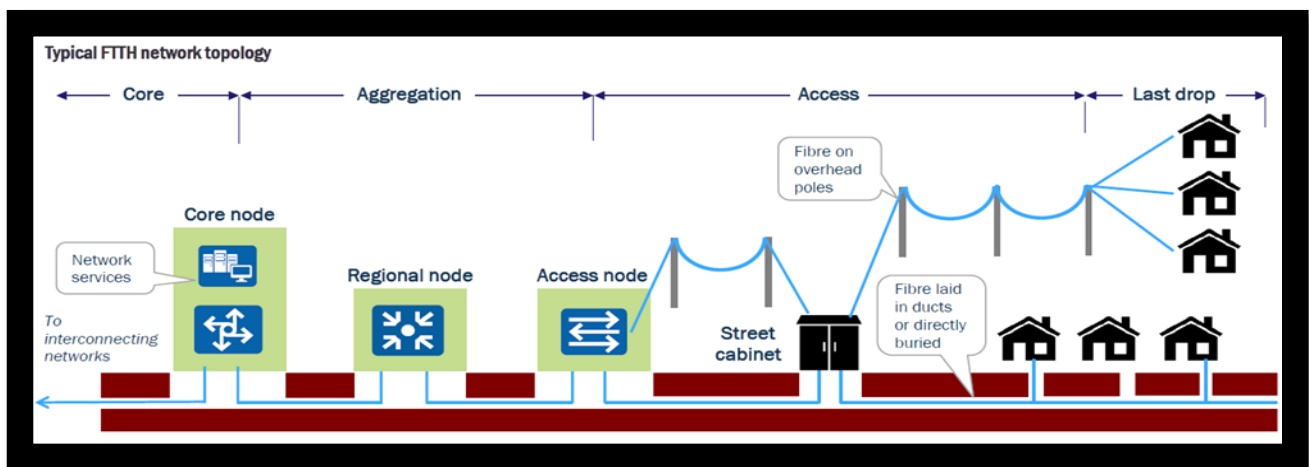 Typical FTTH network topology
Core
Aggregation
Access
Last drop
Fibre on
overhead
poles
Core node
Network
services
Regional node
Access node
Fibre laid
in ducts
or directly
buried
To
interconnecting
networks
Street
cabinet